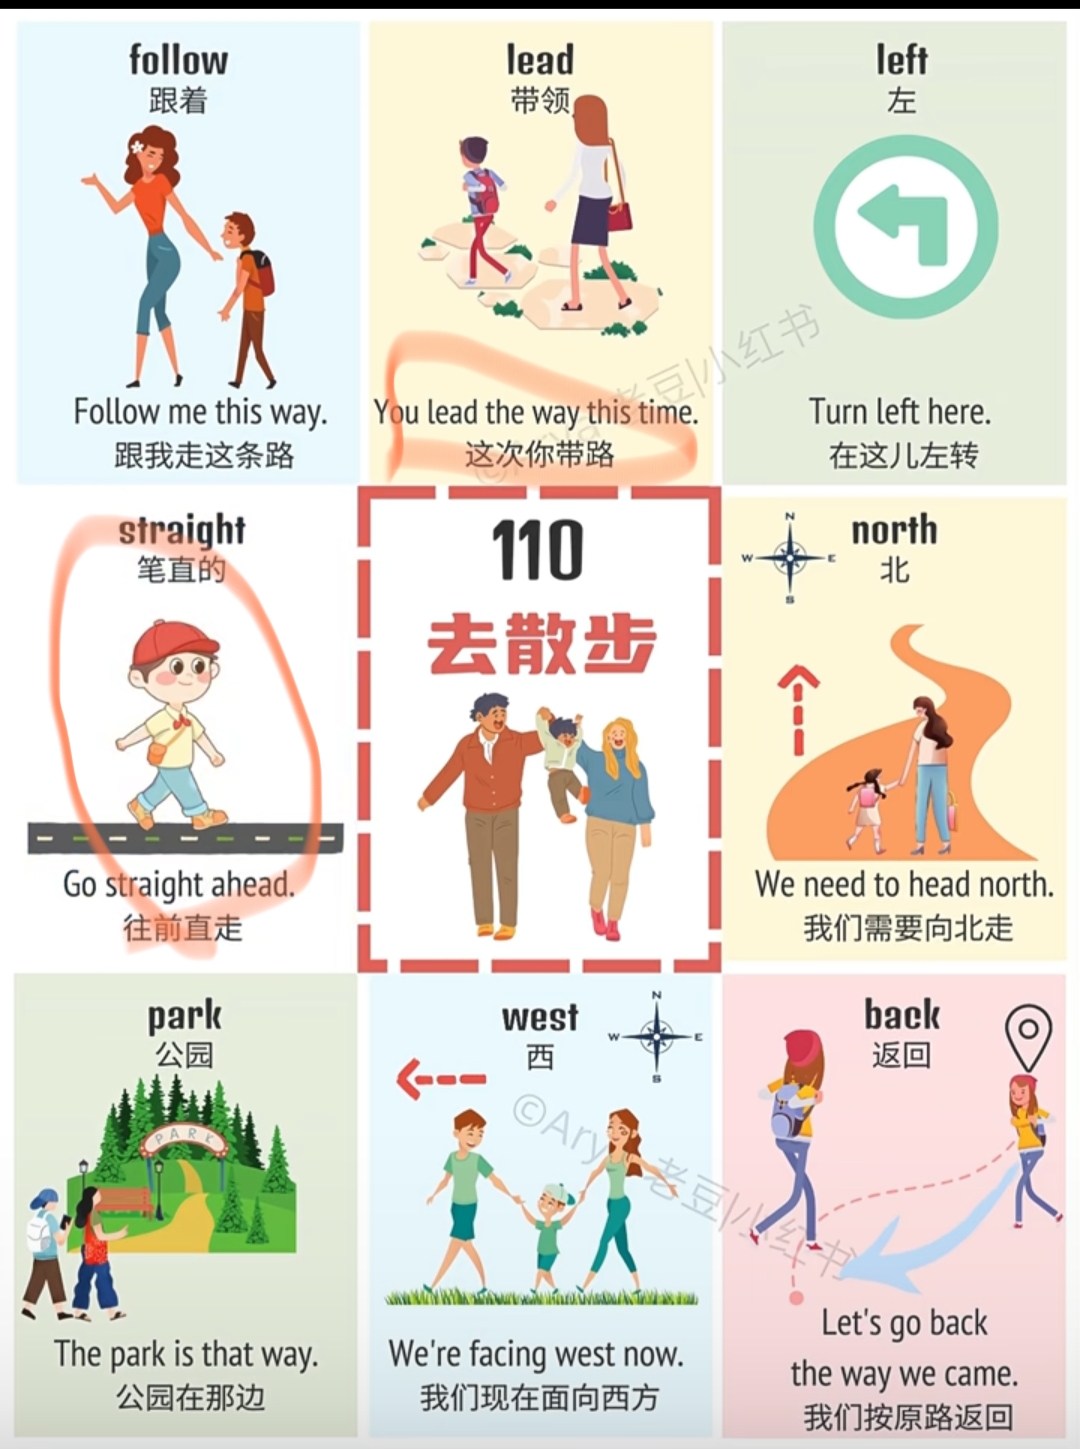 follow
跟着
Follow me this way.
跟我走这条路
lead
带领
You lead the way this time.
这次你带路
left
左
Turn left here.
在这儿左转
straight
笔直的
Go straight ahead.
往前直走
110
去散步
N
W E
S
north
北
We need to head north.
我们需要向北走
park
公园
PARK
The park is that way.
公园在那边
west
西
N
W E
S
We're facing west now.
我们现在面向西方
back
返回
Let's go back
the way we came.
我们按原路返回
老豆|小红书
©Ary
老豆|小红书